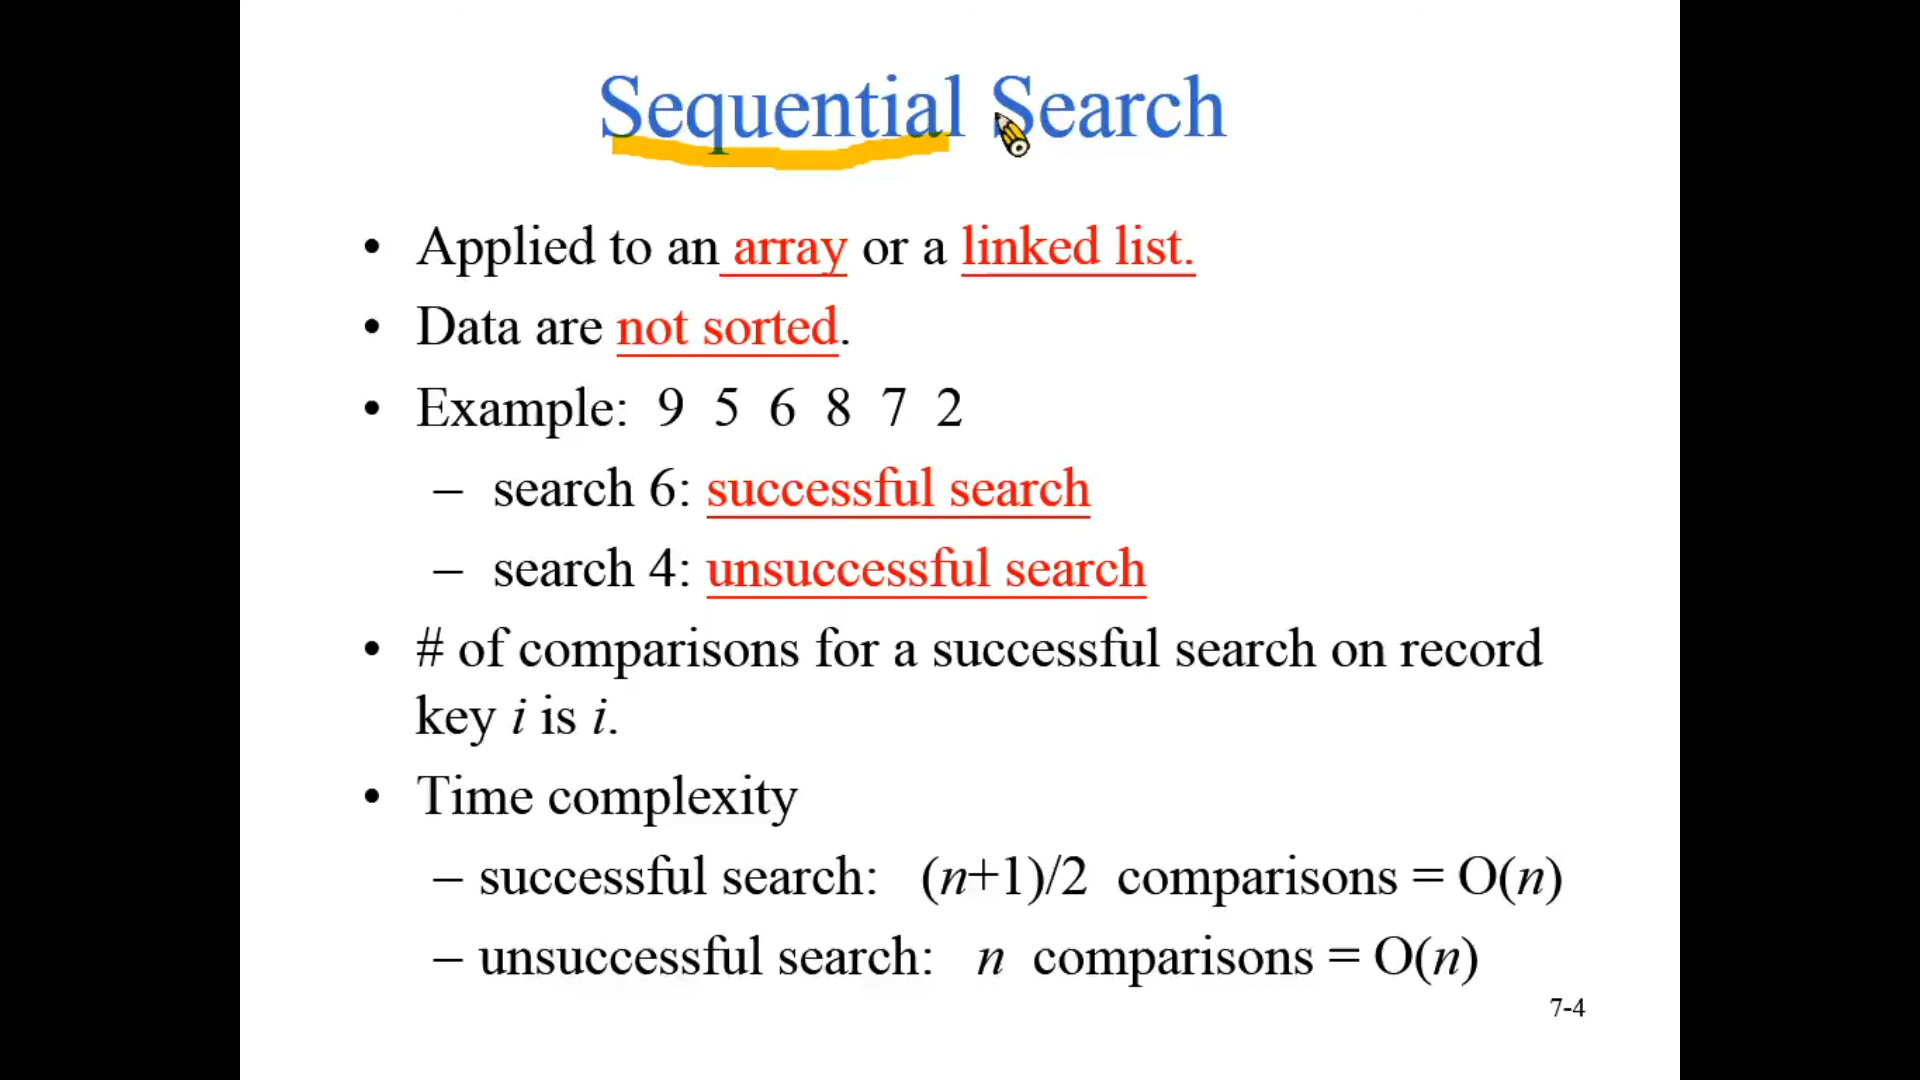 Sequential Search
• Applied to an array or a linked list.
• Data are not sorted.
• Example: 9 5 6 8 7 2
– search 6: successful search
– search 4: unsuccessful search
• # of comparisons for a successful search on record
key i is i.
• Time complexity
– successful search: (n+1)/2 comparisons = O(n)
– unsuccessful search: n comparisons = O(n)
7-4